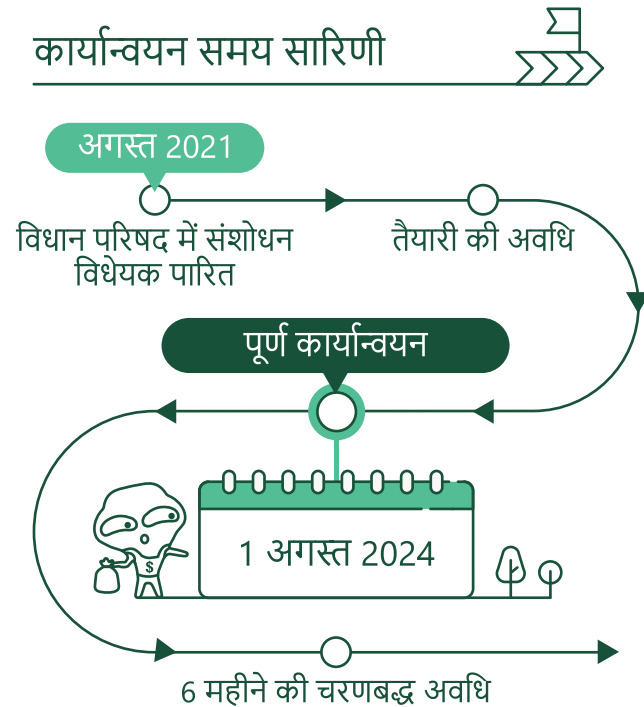 कार्यान्वयन समय सारिणी
अगस्त 2021
विधान परिषद में संशोधन
विधेयक पारित
तैयारी की अवधि
पूर्ण कार्यान्वयन
1 अगस्त 2024
$
6 महीने की चरणबद्ध अवधि